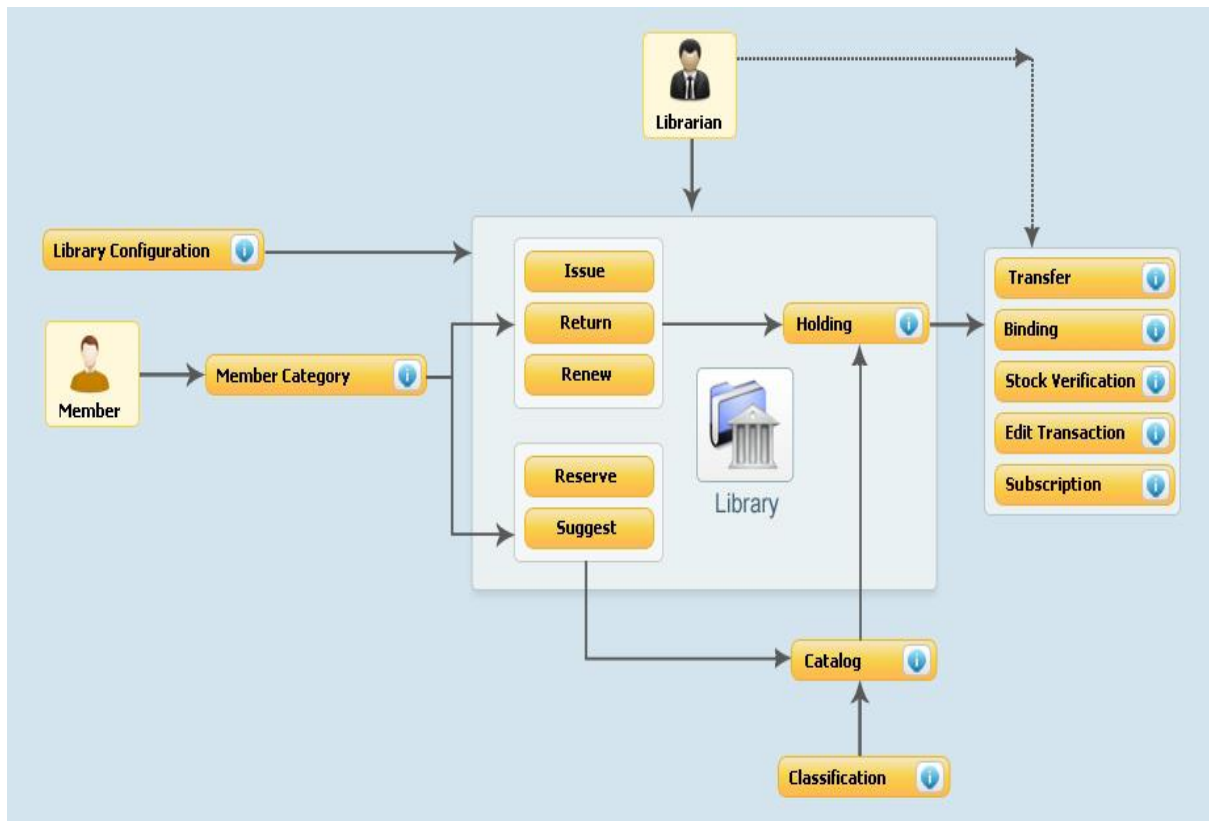 Librarian
Library Configuration
Issue
Transfer
Return
Holding
Binding
Member Category
Renew
Stock Verification
Member
Edit Transaction
Reserve
Library
Subscription
Suggest
Catalog
Classification